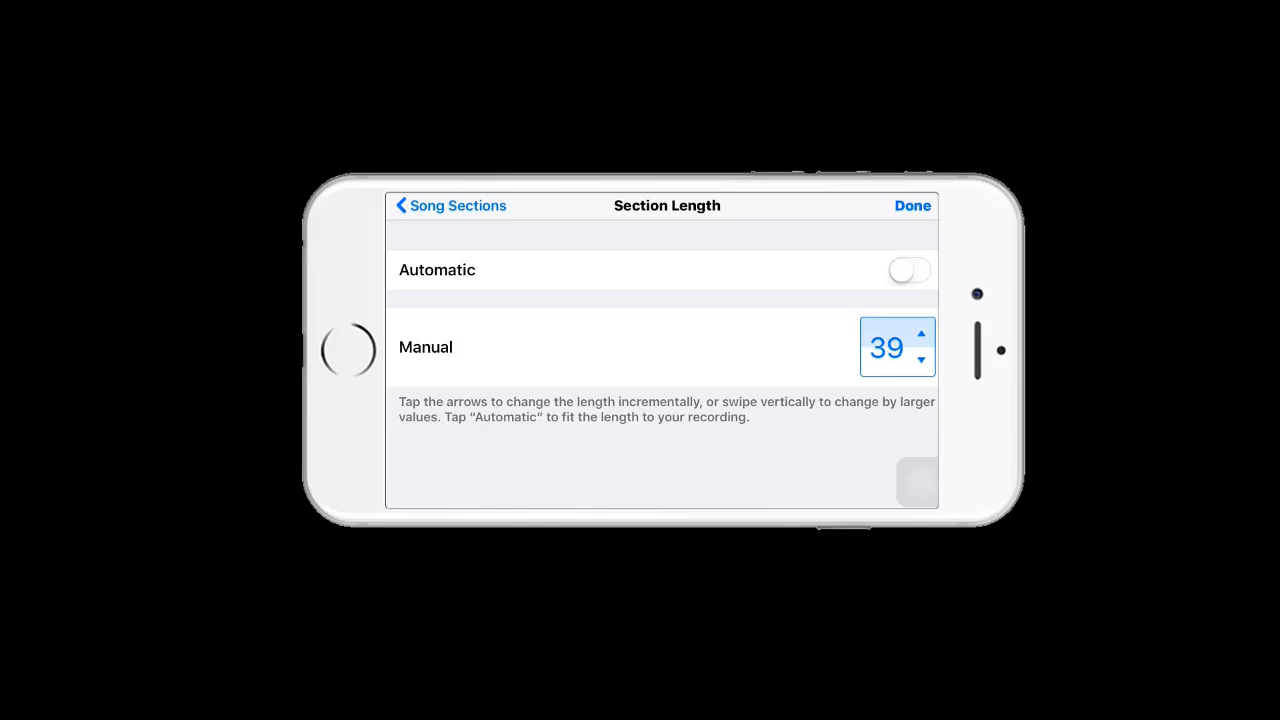 Song Sections
Section Length
Done
Automatic
Manual
39
Tap the arrows to change the length incrementally, or swipe vertically to change by larger
values. Tap “Automatic” to fit the length to your recording.